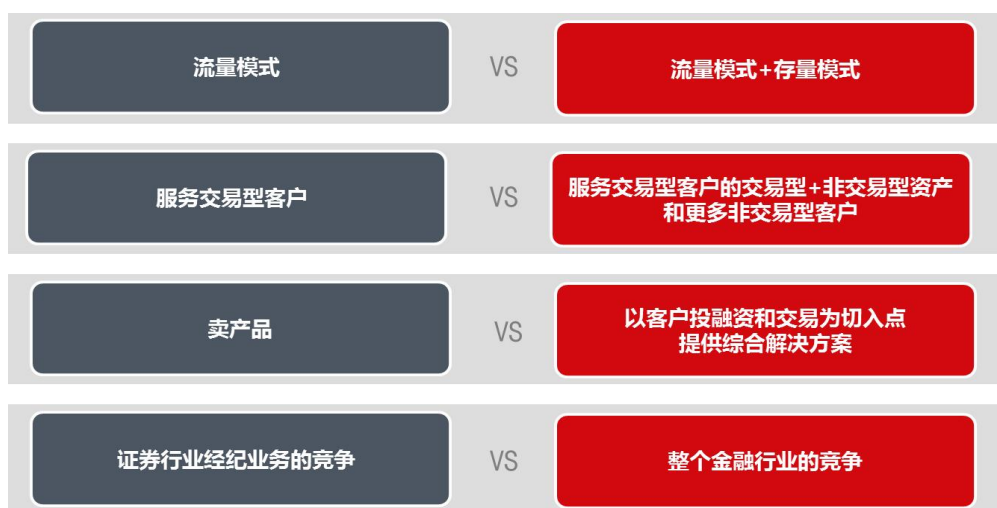 流量模式
VS
流量模式+存量模式
服务交易型客户
VS
服务交易型客户的交易型+非交易型资产
和更多非交易型客户
卖产品
VS
以客户投融资和交易为切入点
提供综合解决方案
证券行业经纪业务的竞争
VS
整个金融行业的竞争